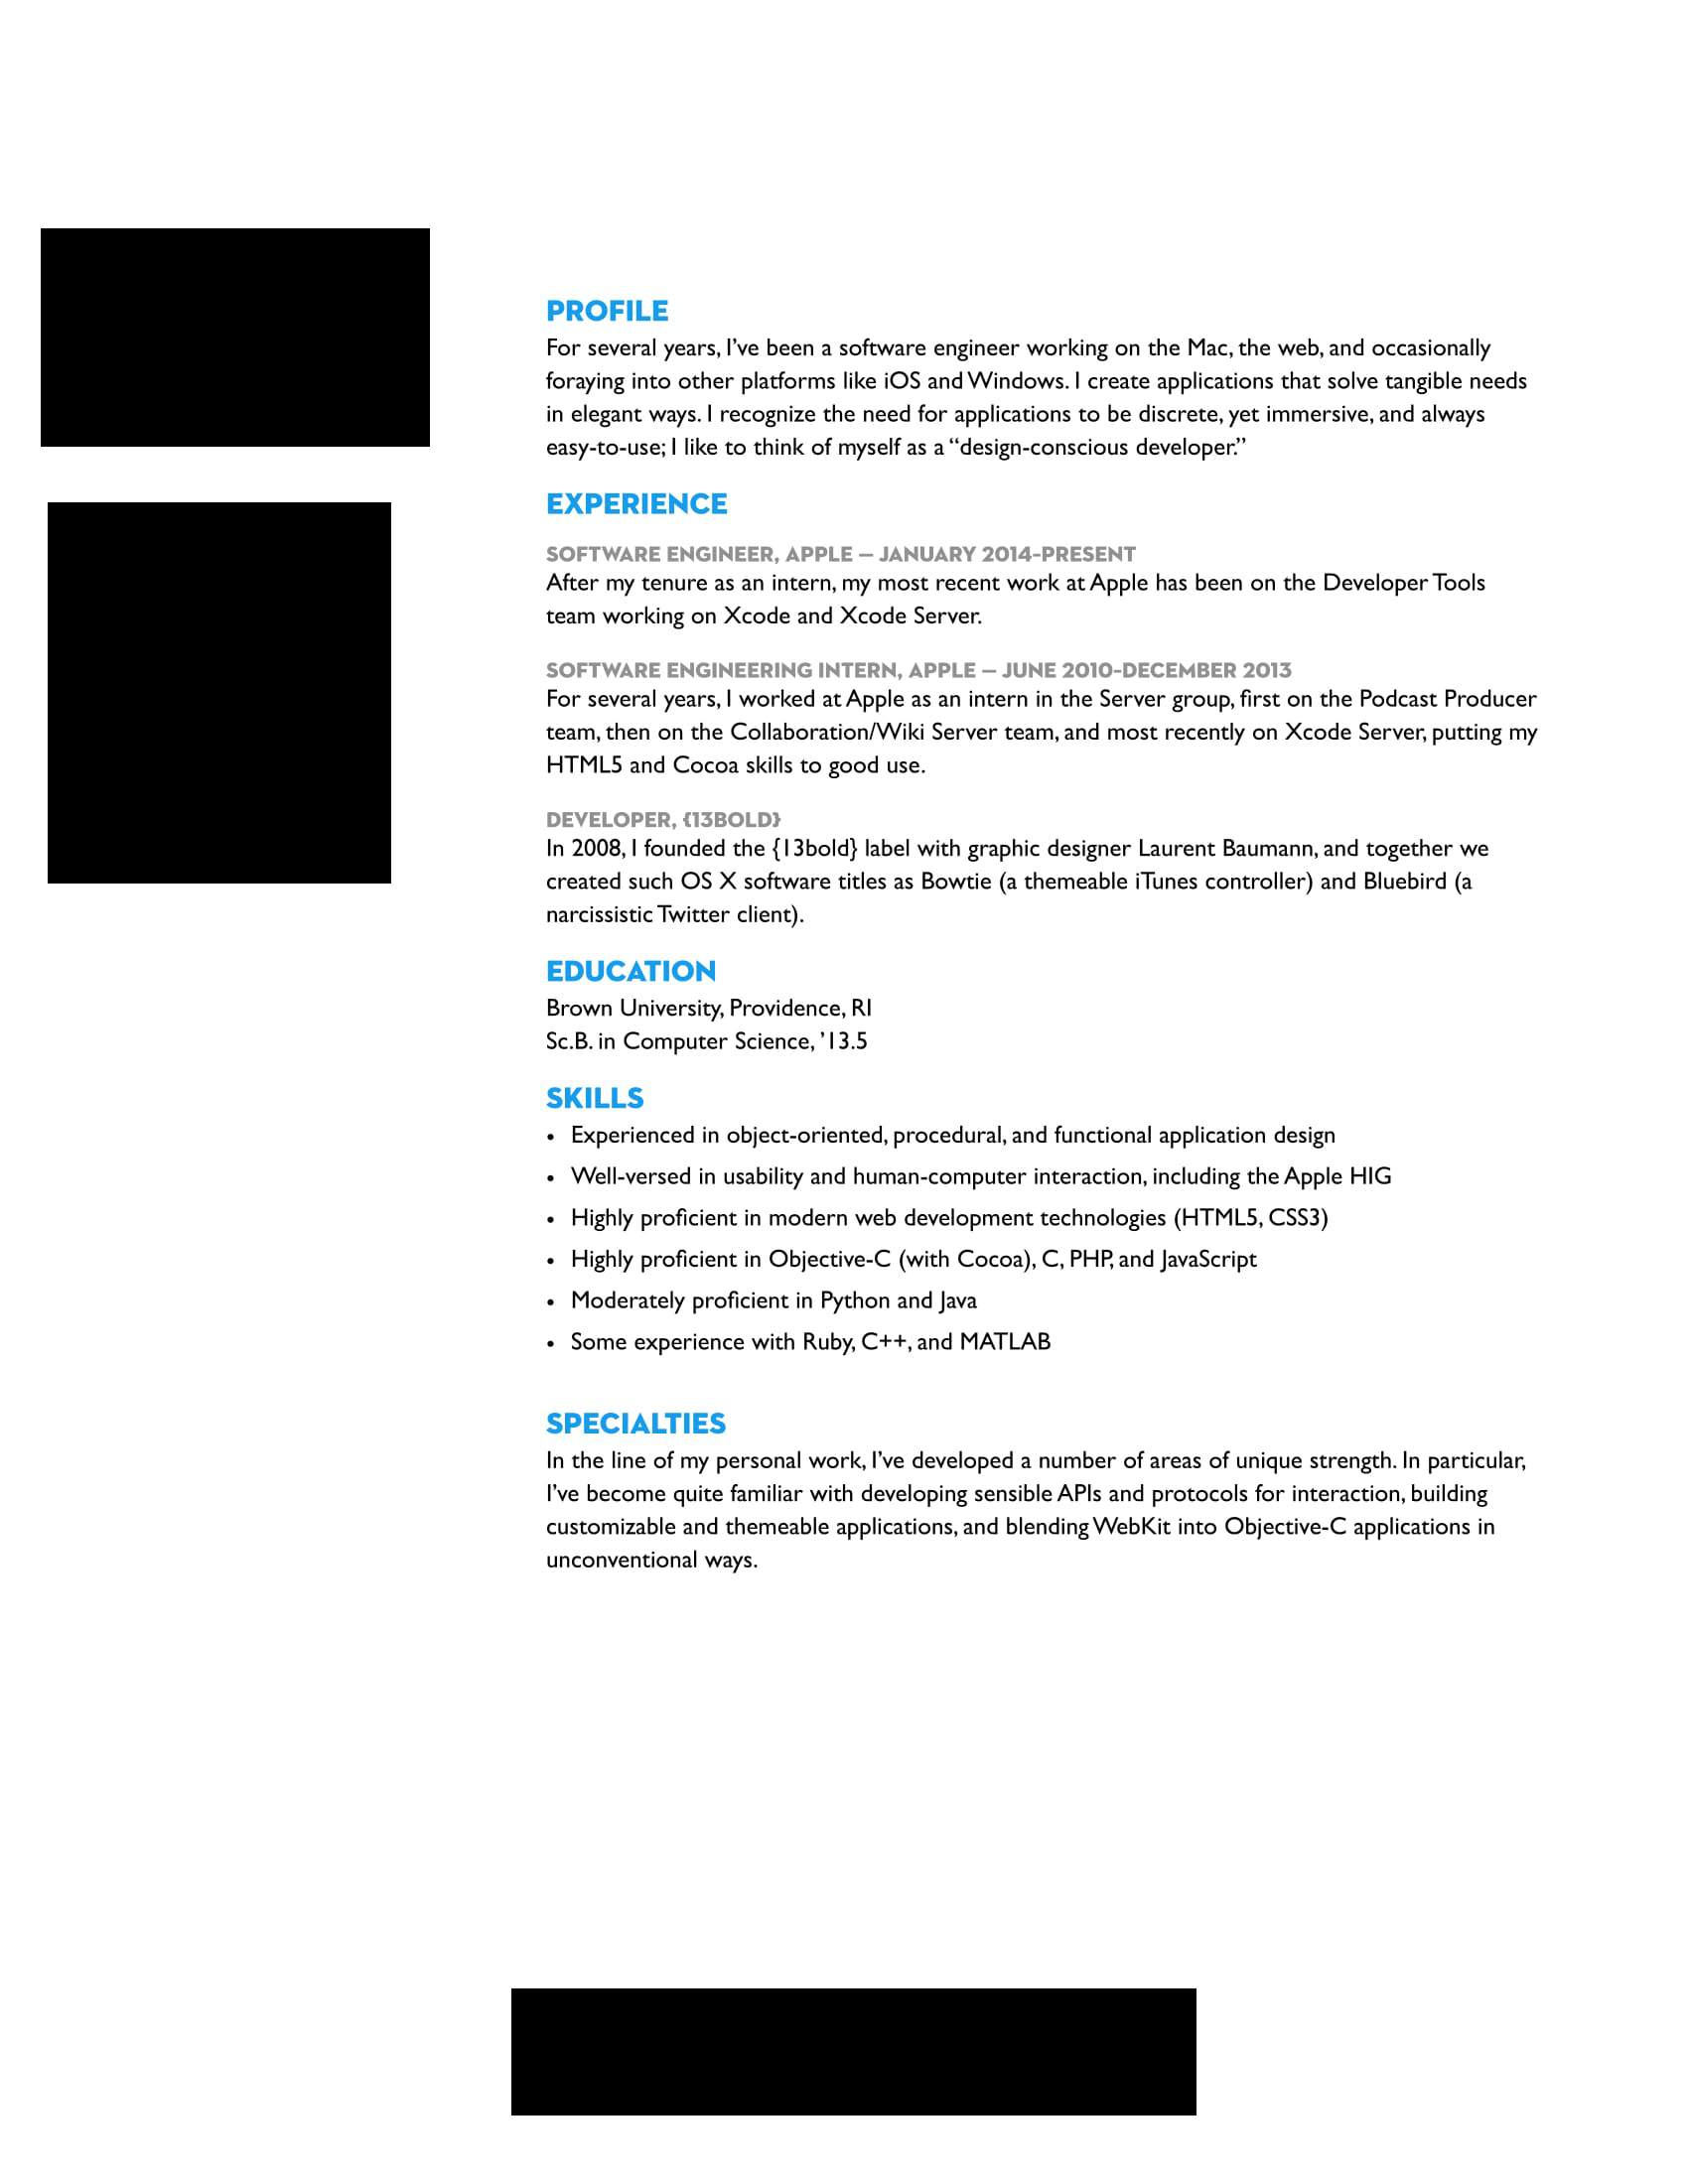 PROFILE
For several years, I’ve been a software engineer working on the Mac, the web, and occasionally
foraying into other platforms like iOS and Windows. I create applications that solve tangible needs
in elegant ways. I recognize the need for applications to be discrete, yet immersive, and always
easy-to-use; I like to think of myself as a “design-conscious developer.”
EXPERIENCE
SOFTWARE ENGINEER, APPLE – JANUARY 2014-PRESENT
After my tenure as an intern, my most recent work at Apple has been on the Developer Tools
team working on Xcode and Xcode Server.
SOFTWARE ENGINEERING INTERN, APPLE – JUNE 2010-DECEMBER 2013
For several years, I worked at Apple as an intern in the Server group, first on the Podcast Producer
team, then on the Collaboration/Wiki Server team, and most recently on Xcode Server, putting my
HTML5 and Cocoa skills to good use.
DEVELOPER, {13BOLD}
In 2008, I founded the {13bold} label with graphic designer Laurent Baumann, and together we
created such OS X software titles as Bowtie (a themeable iTunes controller) and Bluebird (a
narcissistic Twitter client).
EDUCATION
Brown University, Providence, RI
Sc.B. in Computer Science, ’13.5
SKILLS
• Experienced in object-oriented, procedural, and functional application design
• Well-versed in usability and human-computer interaction, including the Apple HIG
• Highly proficient in modern web development technologies (HTML5, CSS3)
• Highly proficient in Objective-C (with Cocoa), C, PHP, and JavaScript
• Moderately proficient in Python and Java
• Some experience with Ruby, C++, and MATLAB
SPECIALTIES
In the line of my personal work, I’ve developed a number of areas of unique strength. In particular,
I’ve become quite familiar with developing sensible APIs and protocols for interaction, building
customizable and themeable applications, and blending WebKit into Objective-C applications in
unconventional ways.